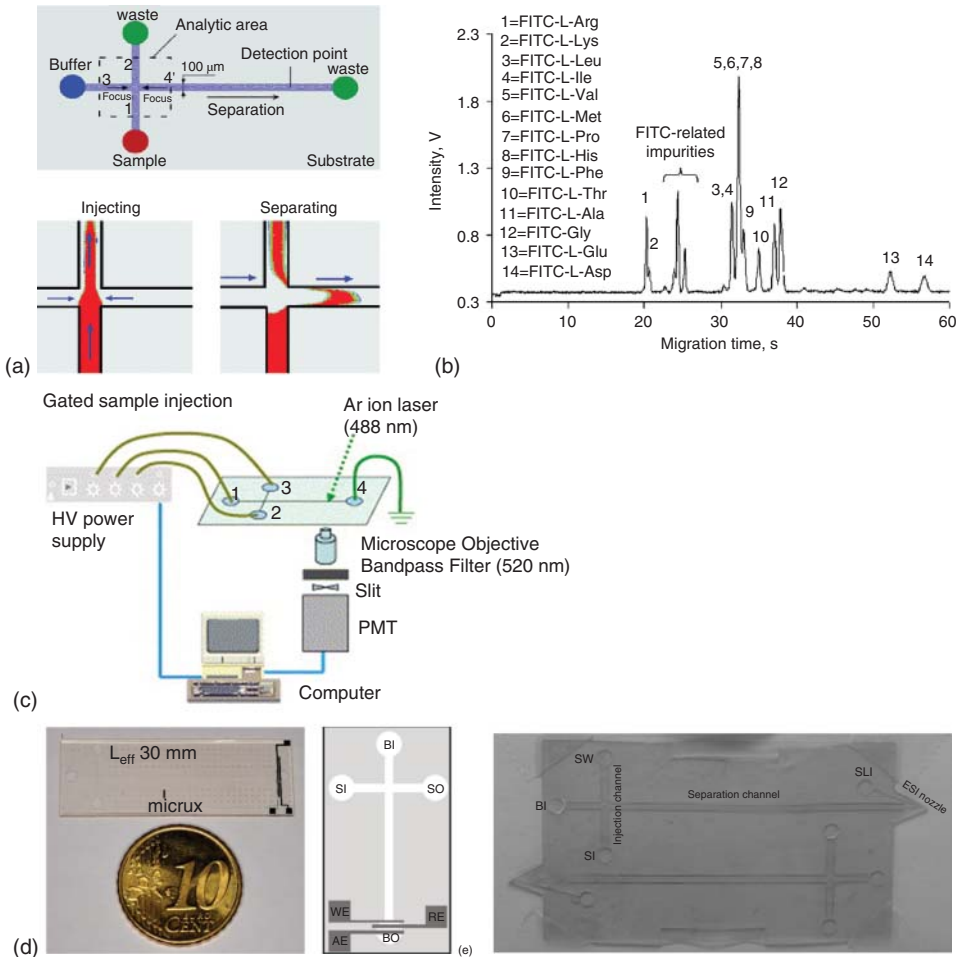 (a)
waste
Analytic area
2
Buffer
3
4'
100 µm
Detection point
waste
Focus
Focus
1
Separation
Sample
Substrate
Injecting
Separating
(b)
1=FITC-L-Arg
2=FITC-L-Lys
3=FITC-L-Leu
4=FITC-L-Ile
5=FITC-L-Val
6=FITC-L-Met
7=FITC-L-Pro
8=FITC-L-His
9=FITC-L-Phe
10=FITC-L-Thr
11=FITC-L-Ala
12=FITC-Gly
13=FITC-L-Glu
14=FITC-L-Asp
Intensity, V
2.3
1.8
1.3
0.8
0.3
5,6,7,8
FITC-related
impurities
1
2
3,4
9
10
11
12
13
14
0
10
20
30
40
50
60
Migration time, s
(c)
Gated sample injection
Ar ion laser
(488 nm)
HV power
supply
1
2
3
4
Microscope Objective
Bandpass Filter (520 nm)
Slit
PMT
Computer
(d)
Leff 30 mm
micrux
10
CENT
BI
SI
SO
WE
RE
AE
BO
(e)
SW
BI
SI
Injection channel
Separation channel
SLI
ESI nozzle